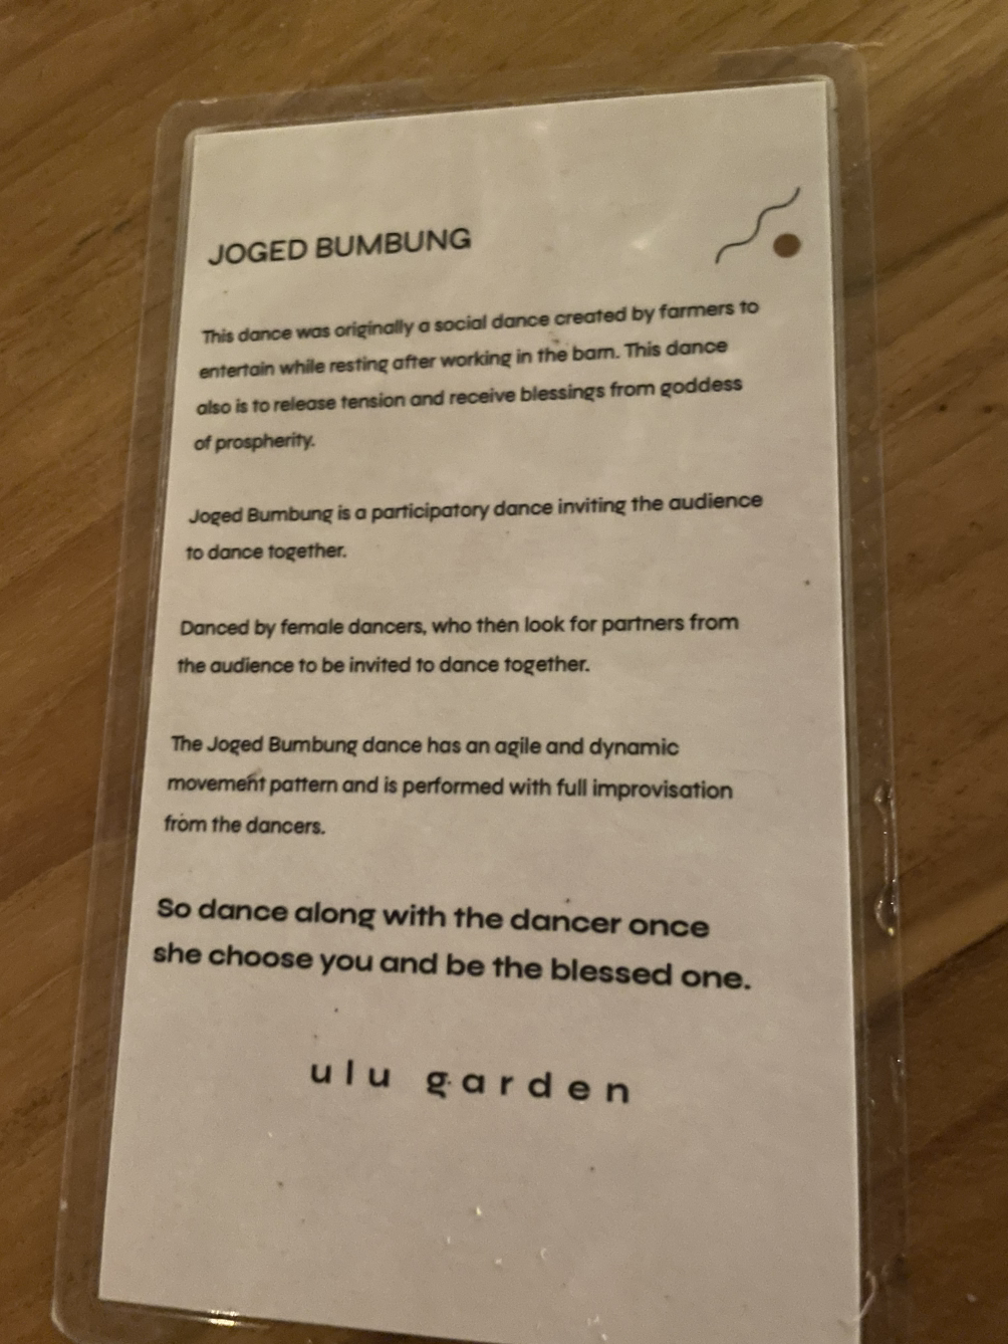 JOGED BUMBUNG
This dance was originally a social dance created by farmers to
entertain while resting after working in the barn. This dance
also is to release tension and receive blessings from goddess
of prospherity.
Joged Bumbung is a participatory dance inviting the audience
to dance together.
Danced by female dancers, who then look for partners from
the audience to be invited to dance together.
The Joged Bumbung dance has an agile and dynamic
movement pattern and is performed with full improvisation
from the dancers.
So dance along with the dancer once
she choose you and be the blessed one.
ulu garden